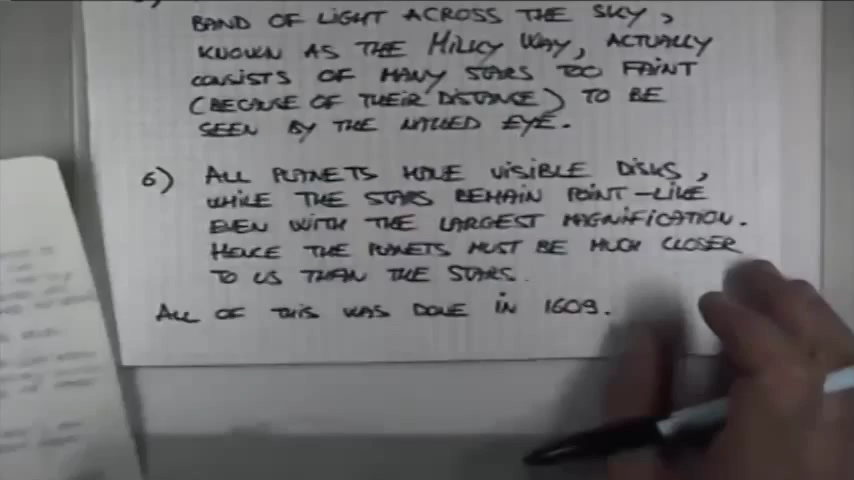 BAND OF LIGHT ACROSS THE SKY,
KNOWN AS THE MILKY WAY, ACTUALLY
CONSISTS OF MANY STARS TOO FAINT
(BECAUSE OF THEIR DISTANCE) TO BE
SEEN BY THE NAKED EYE.
6) ALL PLANETS HAVE VISIBLE DISKS,
WHILE THE STARS REMAIN POINT-LIKE
EVEN WITH THE LARGEST MAGNIFICATION.
HENCE THE PLANETS MUST BE MUCH CLOSER
TO US THAN THE STARS.
ALL OF THIS WAS DONE IN 1609.